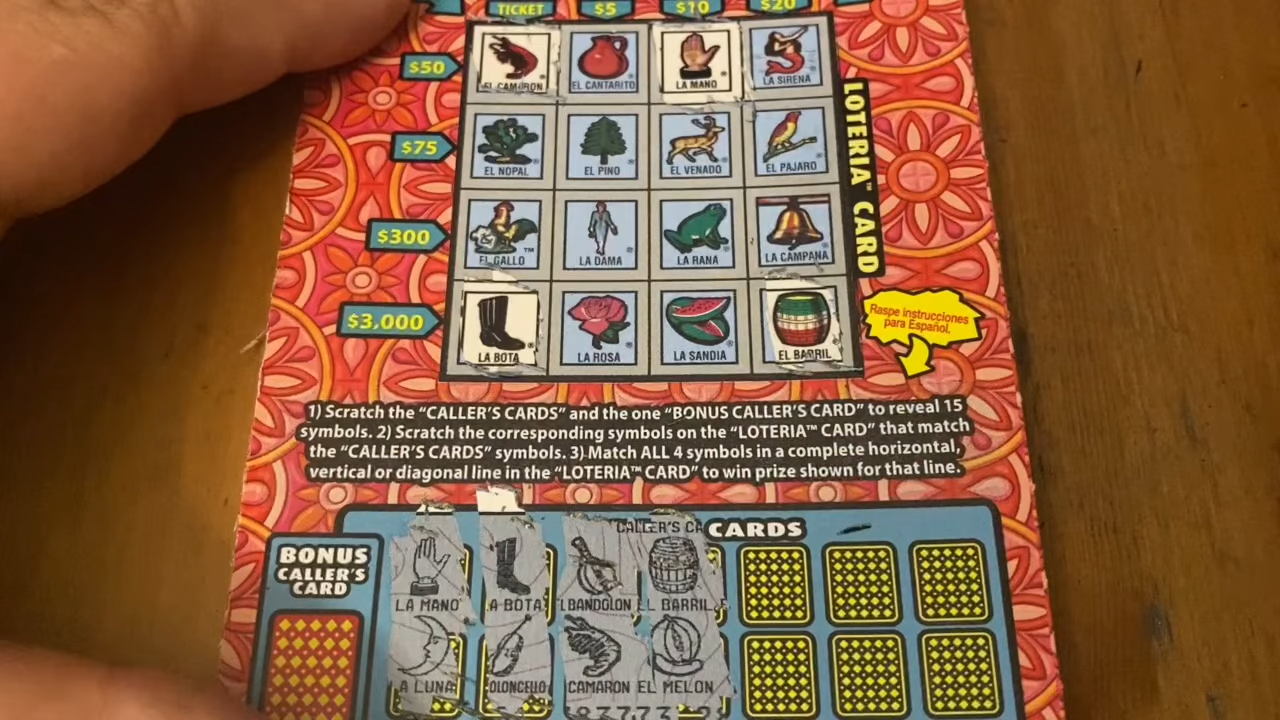 TICKET $5 $10 $20
$50
EL CAMARON EL CANTARITO LA MANO LA SIRENA
$75
EL NOPAL EL PINO EL VENADO EL PAJARO
$300
EL GALLO LA DAMA LA RANA LA CAMPANA
$3,000
LA BOTA LA ROSA LA SANDIA EL BARRIL
LOTERIA™ CARD
Raspe instrucciones
para Español.
1) Scratch the “CALLER’S CARDS” and the one “BONUS CALLER’S CARD” to reveal 15
symbols. 2) Scratch the corresponding symbols on the “LOTERIA™ CARD” that match
the “CALLER’S CARDS” symbols. 3) Match ALL 4 symbols in a complete horizontal,
vertical or diagonal line in the “LOTERIA™ CARD” to win prize shown for that line.
CALLER'S CA CARDS
BONUS
CALLER’S
CARD
LA MANO A BOTA L BANDOLON EL BARRIL
A LUNA OLONCELLO CAMARON EL MELON